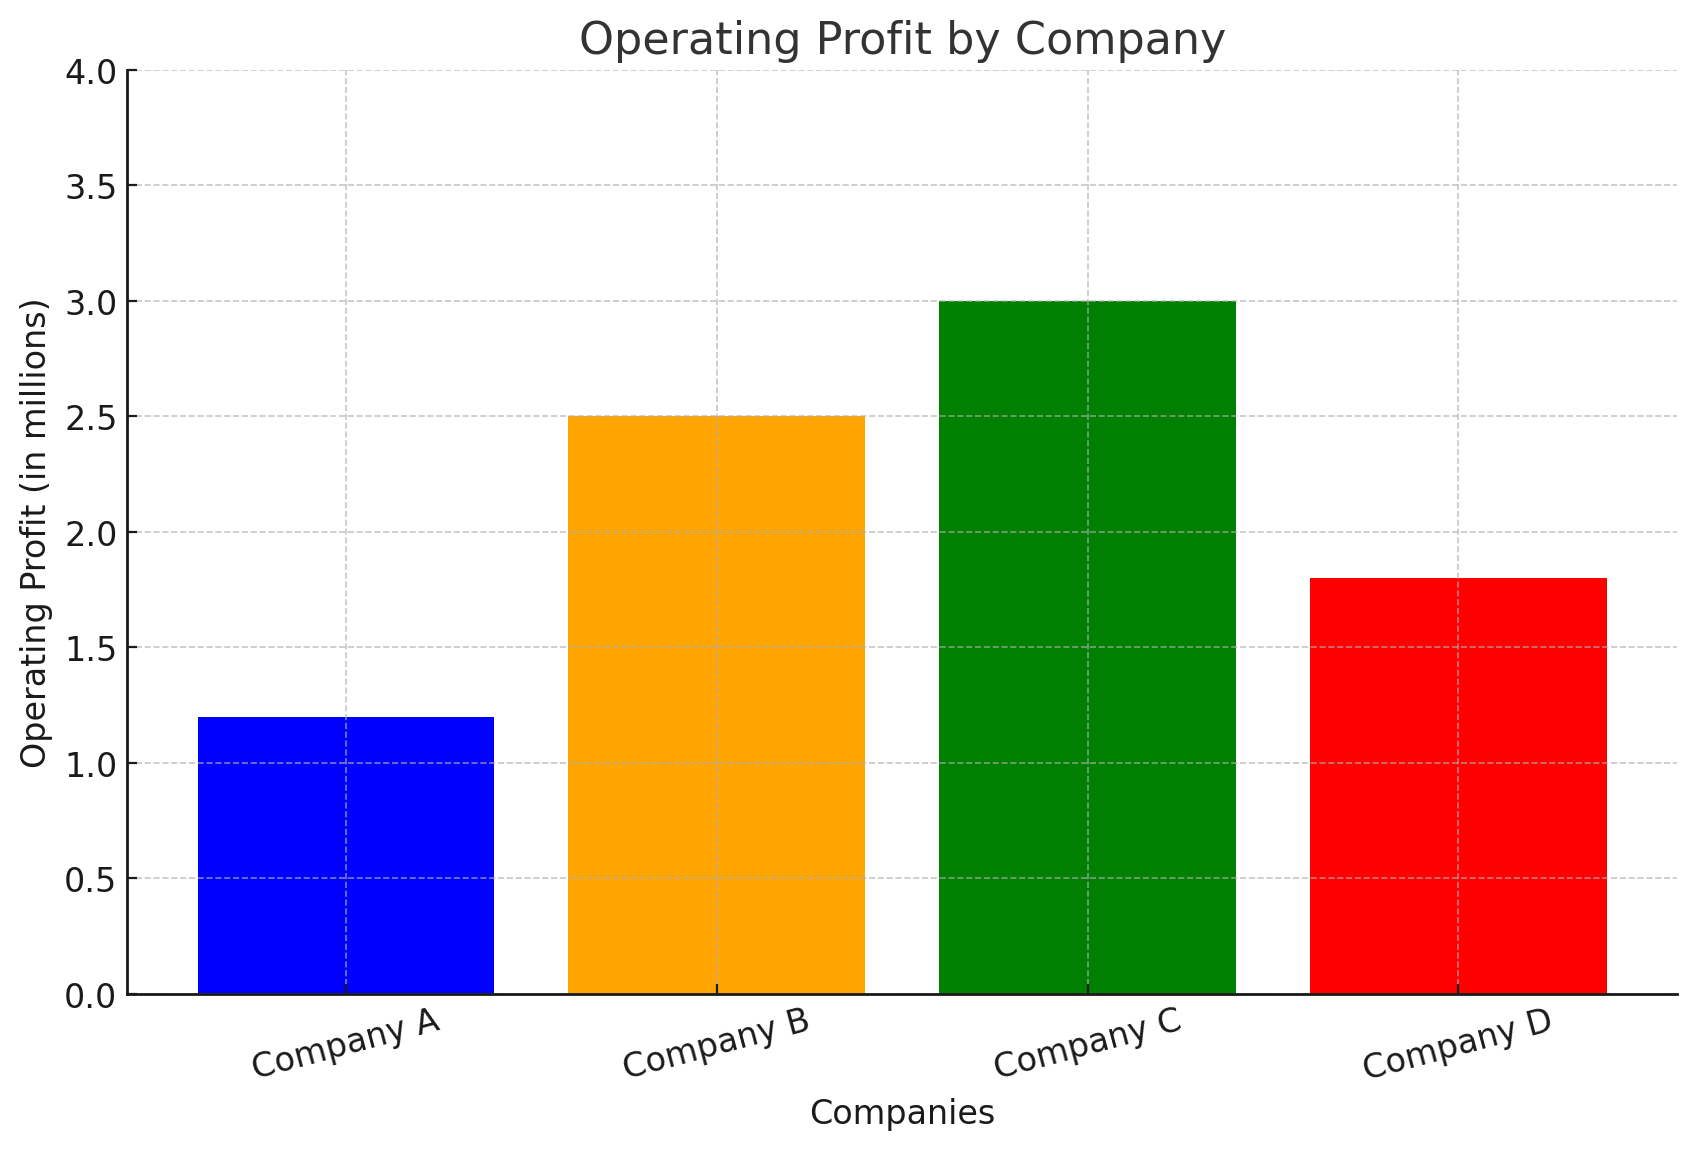 Operating Profit by Company
Operating Profit (in millions)
4.0
3.5
3.0
2.5
2.0
1.5
1.0
0.5
0.0
Company A
Company B
Company C
Company D
Companies